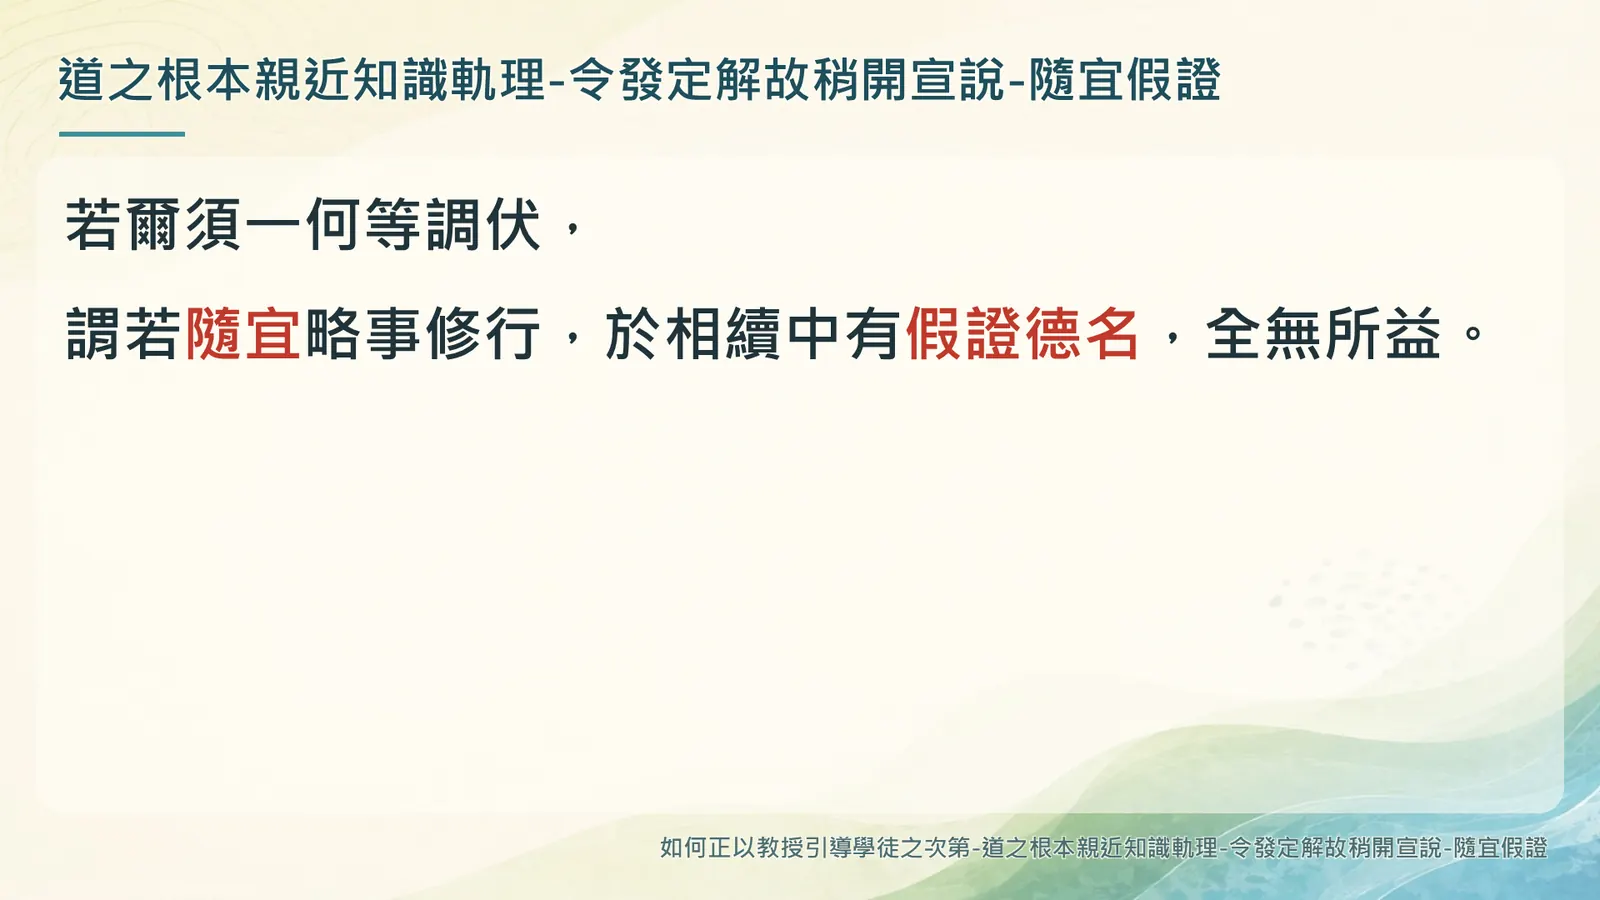 道之根本親近知識軌理-令發定解故稍開宣說-隨宜假證
若爾須一何等調伏，
謂若隨宜略事修行，於相續中有假證德名，全無所益。
如何正以教授引導學徒之次第-道之根本親近知識軌理-令發定解故稍開宣說-隨宜假證